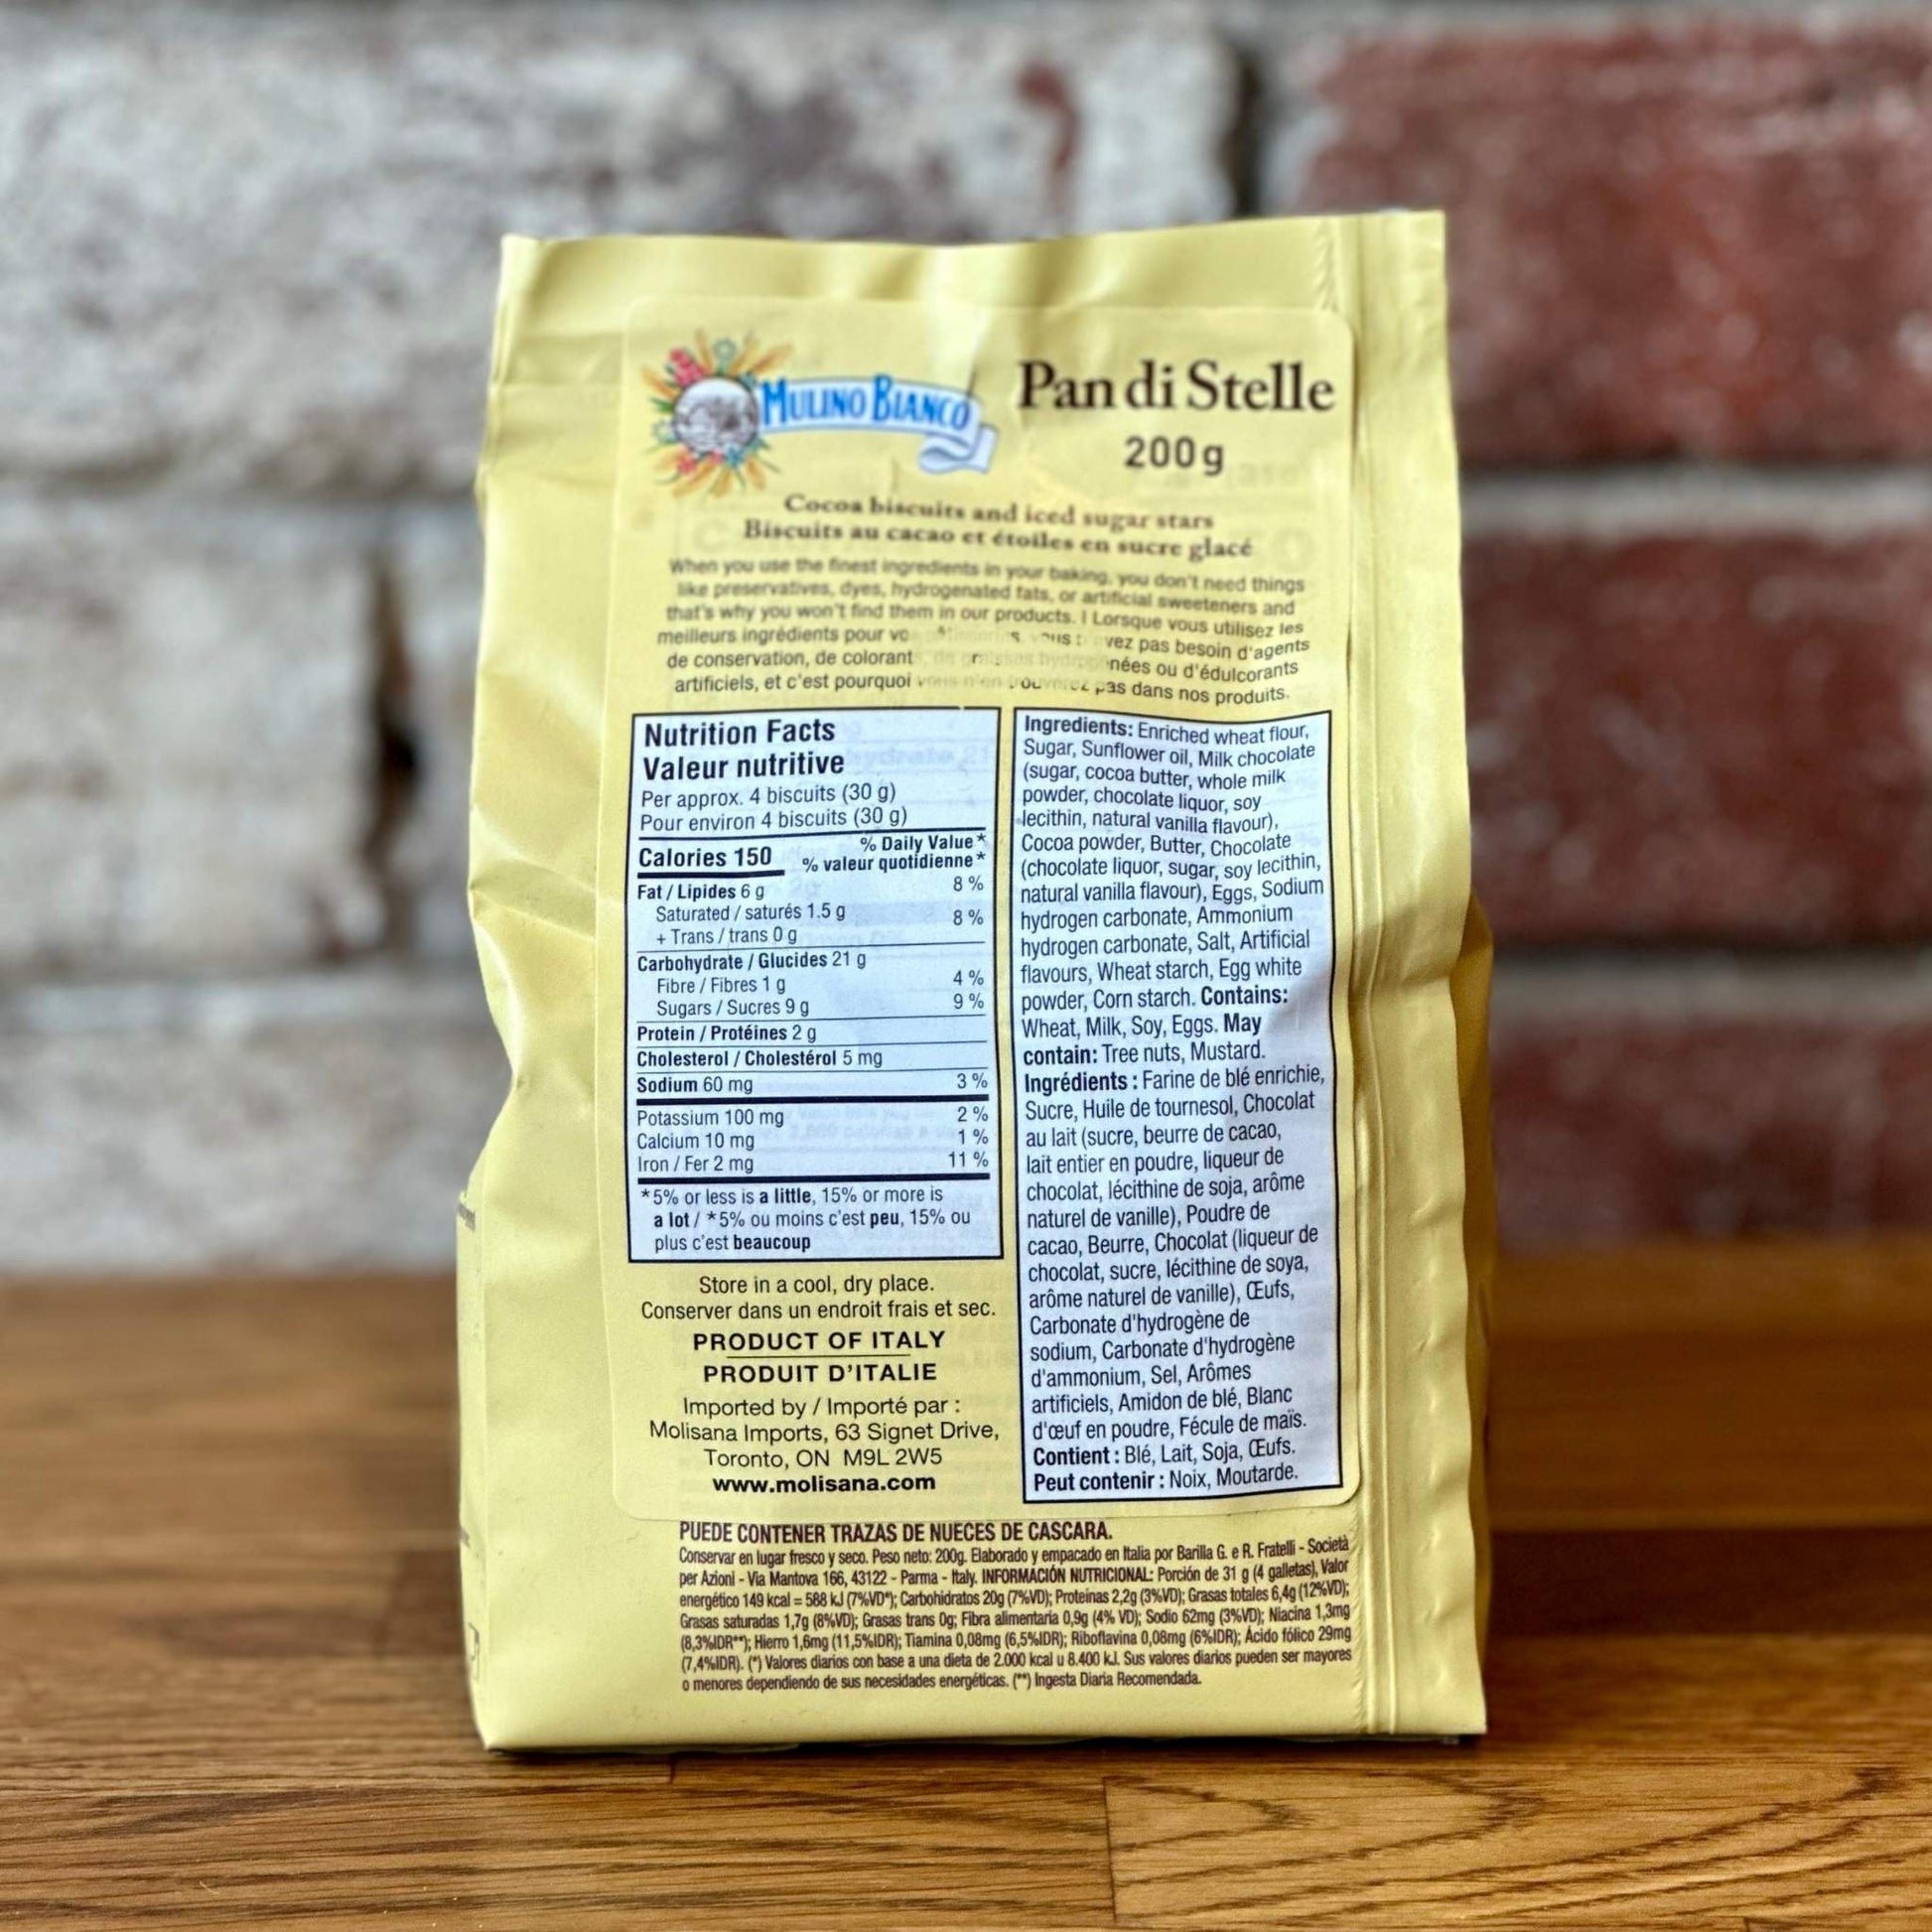 MULINO BIANCO
Pan di Stelle
200g
Cocoa biscuits and iced sugar stars
Biscuits au cacao et étoiles en sucre glacé
When you use the finest ingredients in your baking, you don't need things
like preservatives, dyes, hydrogenated fats, or artificial sweeteners and
that's why you won't find them in our products. | Lorsque vous utilisez les
meilleurs ingrédients pour pas besoin d'agents
de conservation, de ou d'édulcorants
artificiels, et c'est pourquoi vous n'en trouverez pas dans nos produits.
Nutrition Facts
Valeur nutritive
Per approx. 4 biscuits (30 g)
Pour environ 4 biscuits (30 g)
% Daily Value*
Calories 150 % valeur quotidienne*
Fat / Lipides 6 g 8 %
Saturated / saturés 1.5 g 8 %
+ Trans / trans 0 g
Carbohydrate / Glucides 21 g
Fibre / Fibres 1 g 4 %
Sugars / Sucres 9 g 9 %
Protein / Protéines 2 g
Cholesterol / Cholestérol 5 mg
Sodium 60 mg 3 %
Potassium 100 mg 2 %
Calcium 10 mg 1 %
Iron / Fer 2 mg 11 %
*5% or less is a little, 15% or more is
a lot / *5% ou moins c'est peu, 15% ou
plus c'est beaucoup
Store in a cool, dry place.
Conserver dans un endroit frais et sec.
PRODUCT OF ITALY
PRODUIT D'ITALIE
Imported by / Importé par :
Molisana Imports, 63 Signet Drive,
Toronto, ON M9L 2W5
www.molisana.com
Ingredients: Enriched wheat flour,
Sugar, Sunflower oil, Milk chocolate
(sugar, cocoa butter, whole milk
powder, chocolate liquor, soy
lecithin, natural vanilla flavour),
Cocoa powder, Butter, Chocolate
(chocolate liquor, sugar, soy lecithin,
natural vanilla flavour), Eggs, Sodium
hydrogen carbonate, Ammonium
hydrogen carbonate, Salt, Artificial
flavours, Wheat starch, Egg white
powder, Corn starch. Contains:
Wheat, Milk, Soy, Eggs. May
contain: Tree nuts, Mustard.
Ingrédients : Farine de blé enrichie,
Sucre, Huile de tournesol, Chocolat
au lait (sucre, beurre de cacao,
lait entier en poudre, liqueur de
chocolat, lécithine de soja, arôme
naturel de vanille), Poudre de
cacao, Beurre, Chocolat (liqueur de
chocolat, sucre, lécithine de soya,
arôme naturel de vanille), Œufs,
Carbonate d'hydrogène de
sodium, Carbonate d'hydrogène
d'ammonium, Sel, Arômes
artificiels, Amidon de blé, Blanc
d'œuf en poudre, Fécule de maïs.
Contient : Blé, Lait, Soja, Œufs.
Peut contenir : Noix, Moutarde.
PUEDE CONTENER TRAZAS DE NUECES DE CASCARA.
Conservar en lugar fresco y seco. Peso neto: 200g. Elaborado y empacado en Italia por Barilla G. e R. Fratelli - Società
per Azioni - Via Mantova 166, 43122 - Parma - Italy. INFORMACIÓN NUTRICIONAL: Porción de 31 g (4 galletas), Valor
energético 149 kcal = 588 kJ (7%VD*); Carbohidratos 20g (7%VD); Proteínas 2,2g (3%VD); Grasas totales 6,4g (12%VD);
Grasas saturadas 1,7g (8%VD); Grasas trans 0g; Fibra alimentaria 0,9g (4% VD); Sodio 62mg (3%VD); Niacina 1,3mg
(8,3%IDR**); Hierro 1,6mg (11,5%IDR); Tiamina 0,08mg (6,5%IDR); Riboflavina 0,08mg (6%IDR); Ácido fólico 29mg
(7,4%IDR). (*) Valores diarios con base a una dieta de 2.000 kcal u 8.400 kJ. Sus valores diarios pueden ser mayores
o menores dependiendo de sus necesidades energéticas. (**) Ingesta Diaria Recomendada.